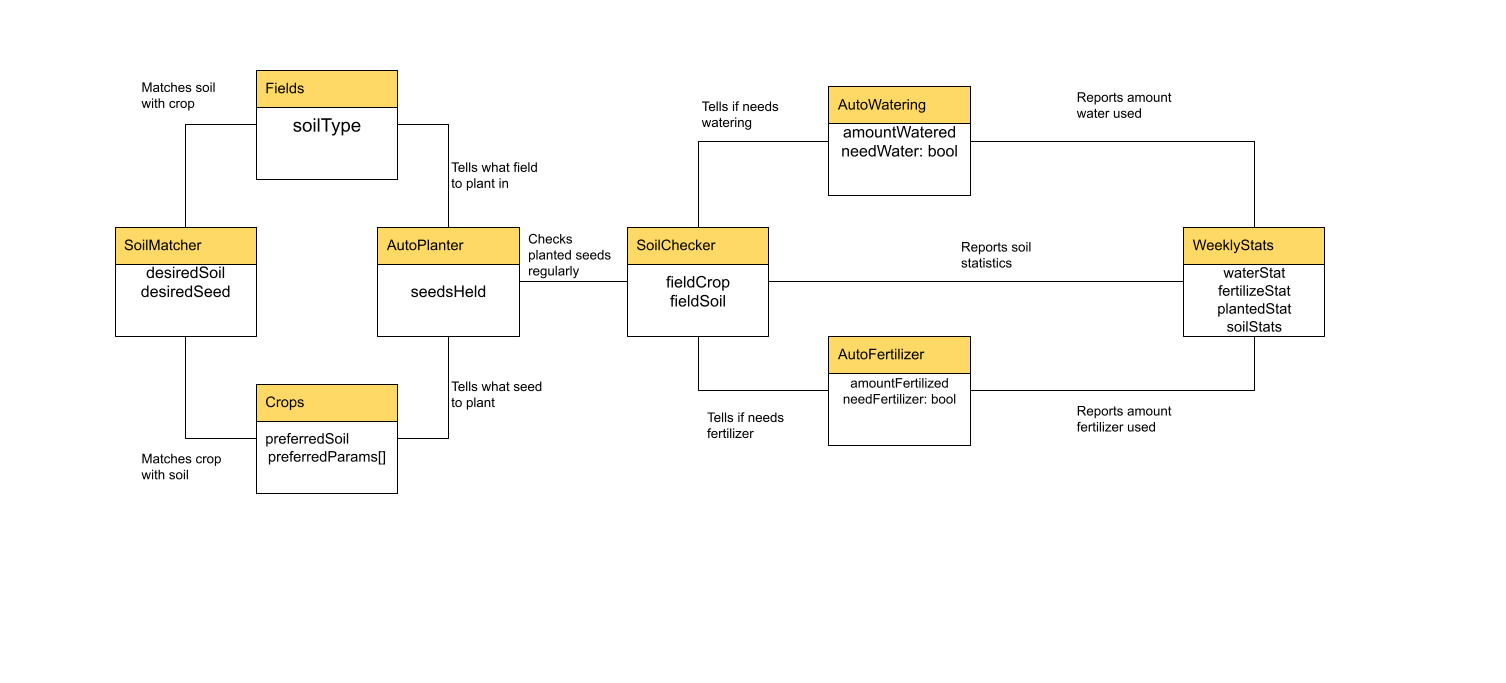 Matches soil
with crop
Fields
soilType
Tells what field
to plant in
SoilMatcher
desiredSoil
desiredSeed
AutoPlanter
seedsHeld
Checks
planted seeds
regularly
Crops
preferredSoil
preferredParams[]
Matches crop
with soil
Tells what seed
to plant
SoilChecker
fieldCrop
fieldSoil
Tells if needs
watering
AutoWatering
amountWatered
needWater: bool
Reports amount
water used
Reports soil
statistics
WeeklyStats
waterStat
fertilizeStat
plantedStat
soilStats
AutoFertilizer
amountFertilized
needFertilizer: bool
Tells if needs
fertilizer
Reports amount
fertilizer used